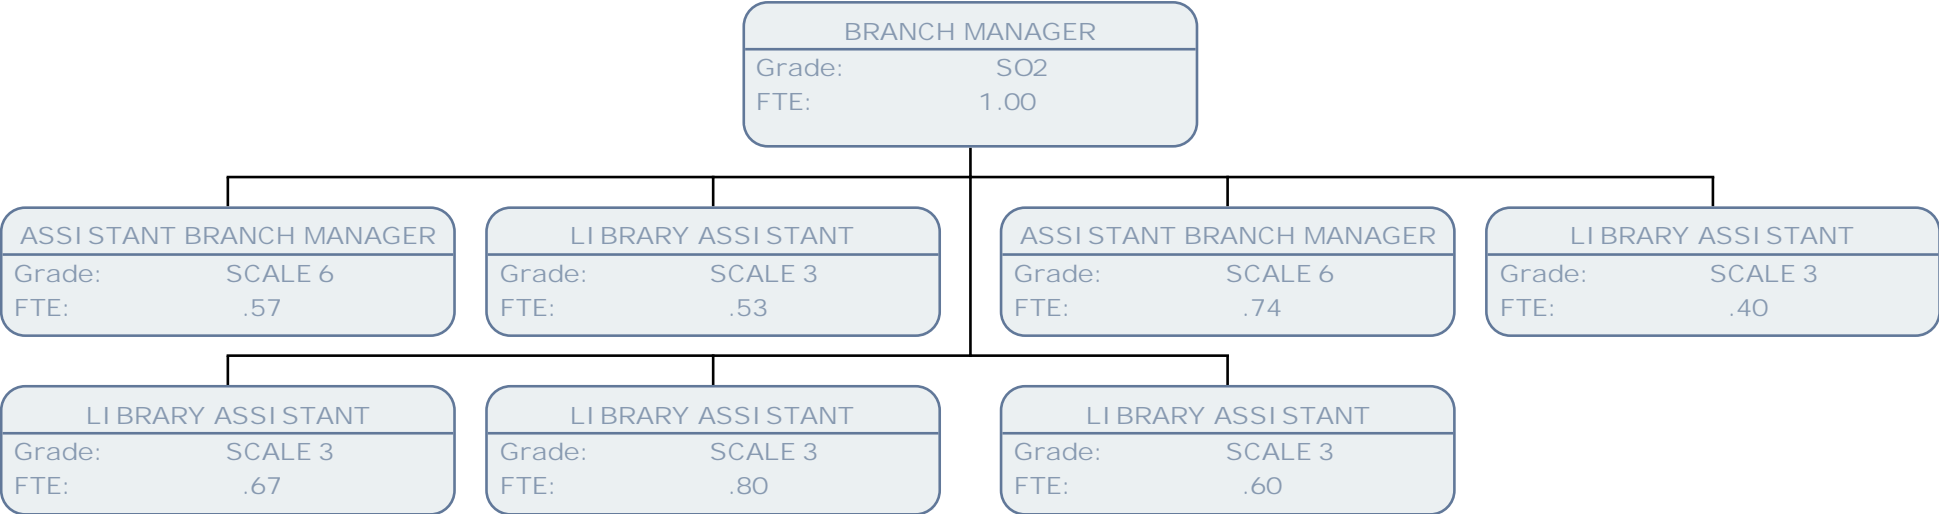 BRANCH MANAGER
Grade: SO2
FTE: 1.00
ASSISTANT BRANCH MANAGER
Grade: SCALE 6
FTE: .57
LIBRARY ASSISTANT
Grade: SCALE 3
FTE: .53
ASSISTANT BRANCH MANAGER
Grade: SCALE 6
FTE: .74
LIBRARY ASSISTANT
Grade: SCALE 3
FTE: .40
LIBRARY ASSISTANT
Grade: SCALE 3
FTE: .67
LIBRARY ASSISTANT
Grade: SCALE 3
FTE: .80
LIBRARY ASSISTANT
Grade: SCALE 3
FTE: .60